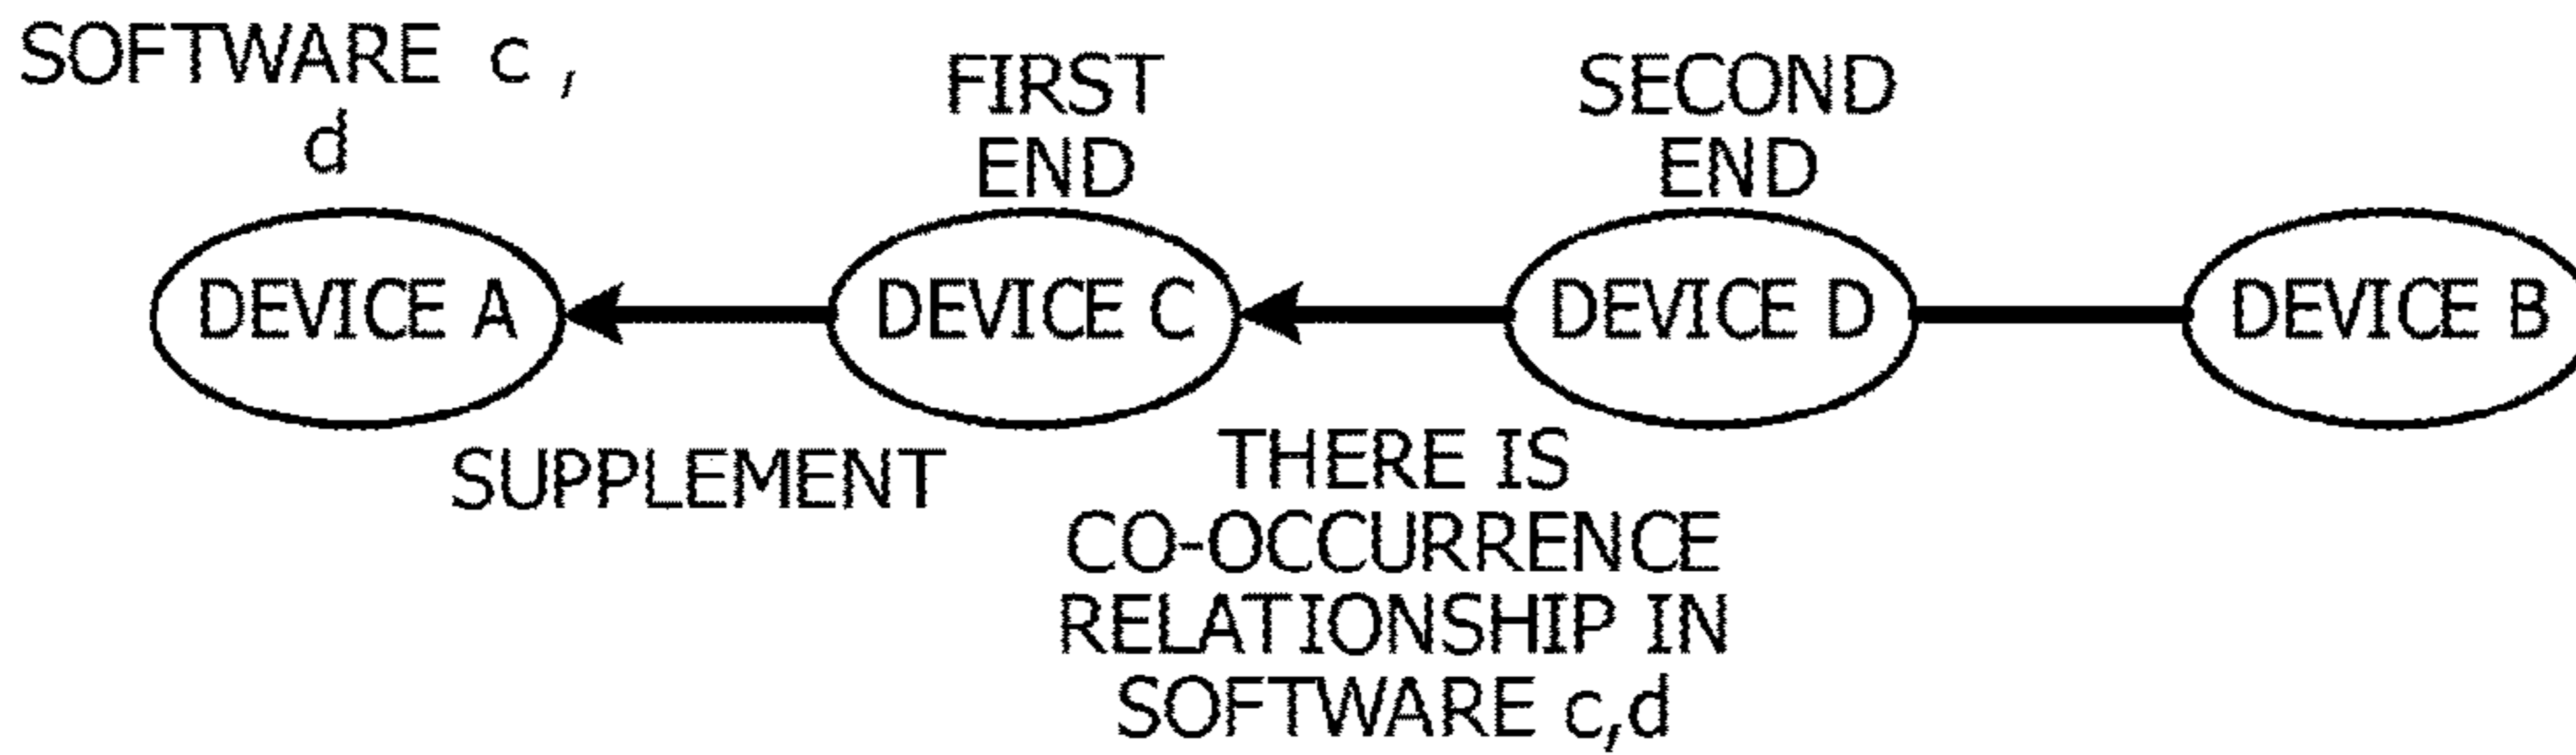 SOFTWARE c ,
d
FIRST
END
SECOND
END
DEVICE A
DEVICE C
DEVICE D
DEVICE B
SUPPLEMENT
THERE IS
CO-OCCURRENCE
RELATIONSHIP IN
SOFTWARE c,d